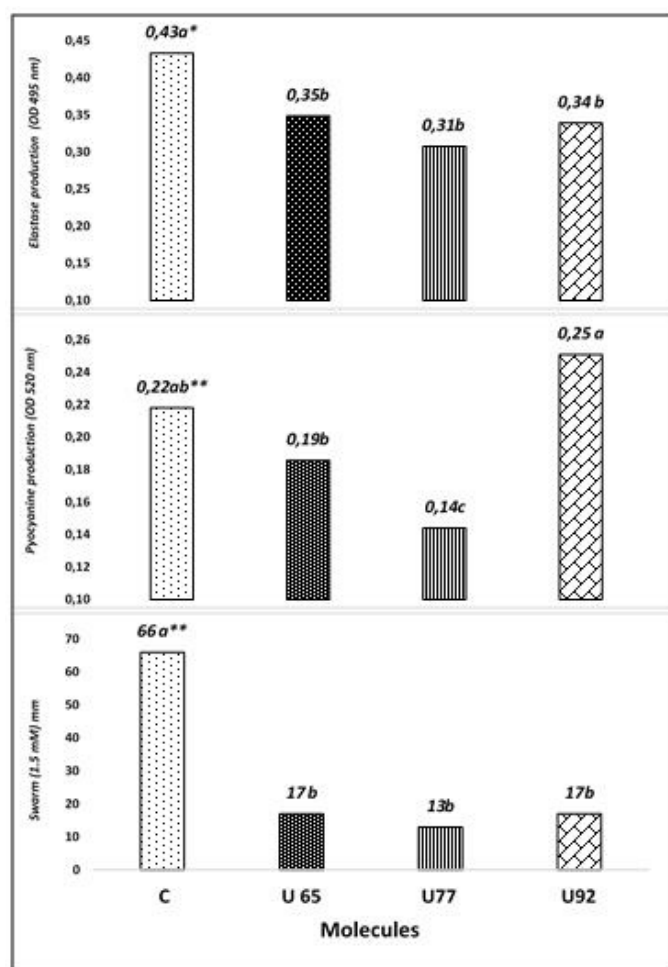 Elastase production (OD 495 nm)
0,45
0,40
0,35
0,30
0,25
0,20
0,15
0,10
0,43a*
0,35b
0,31b
0,34 b
Pyocyanine production (OD 520 nm)
0,26
0,24
0,22
0,20
0,18
0,16
0,14
0,12
0,10
0,22ab**
0,19b
0,14c
0,25 a
Swarm (1.5 mM) mm
70
60
50
40
30
20
10
0
66 a**
17 b
13b
17b
C
U 65
U77
U92
Molecules